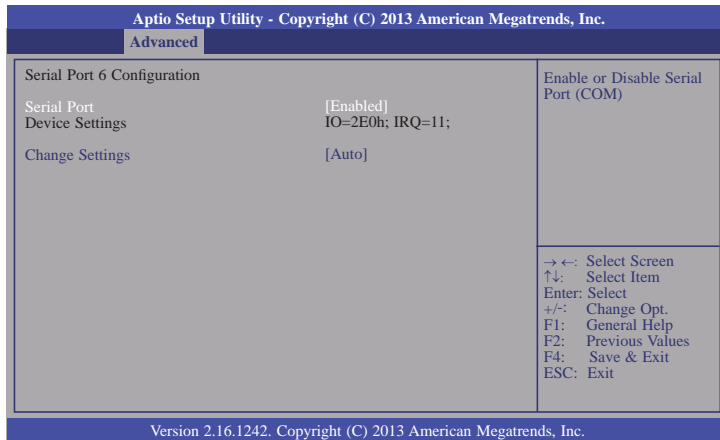 Aptio Setup Utility - Copyright (C) 2013 American Megatrends, Inc.
Advanced
Serial Port 6 Configuration
Serial Port [Enabled]
Device Settings IO=2E0h; IRQ=11;
Change Settings [Auto]
Enable or Disable Serial
Port (COM)
→ ←: Select Screen
↑↓: Select Item
Enter: Select
+/-: Change Opt.
F1: General Help
F2: Previous Values
F4: Save & Exit
ESC: Exit
Version 2.16.1242. Copyright (C) 2013 American Megatrends, Inc.